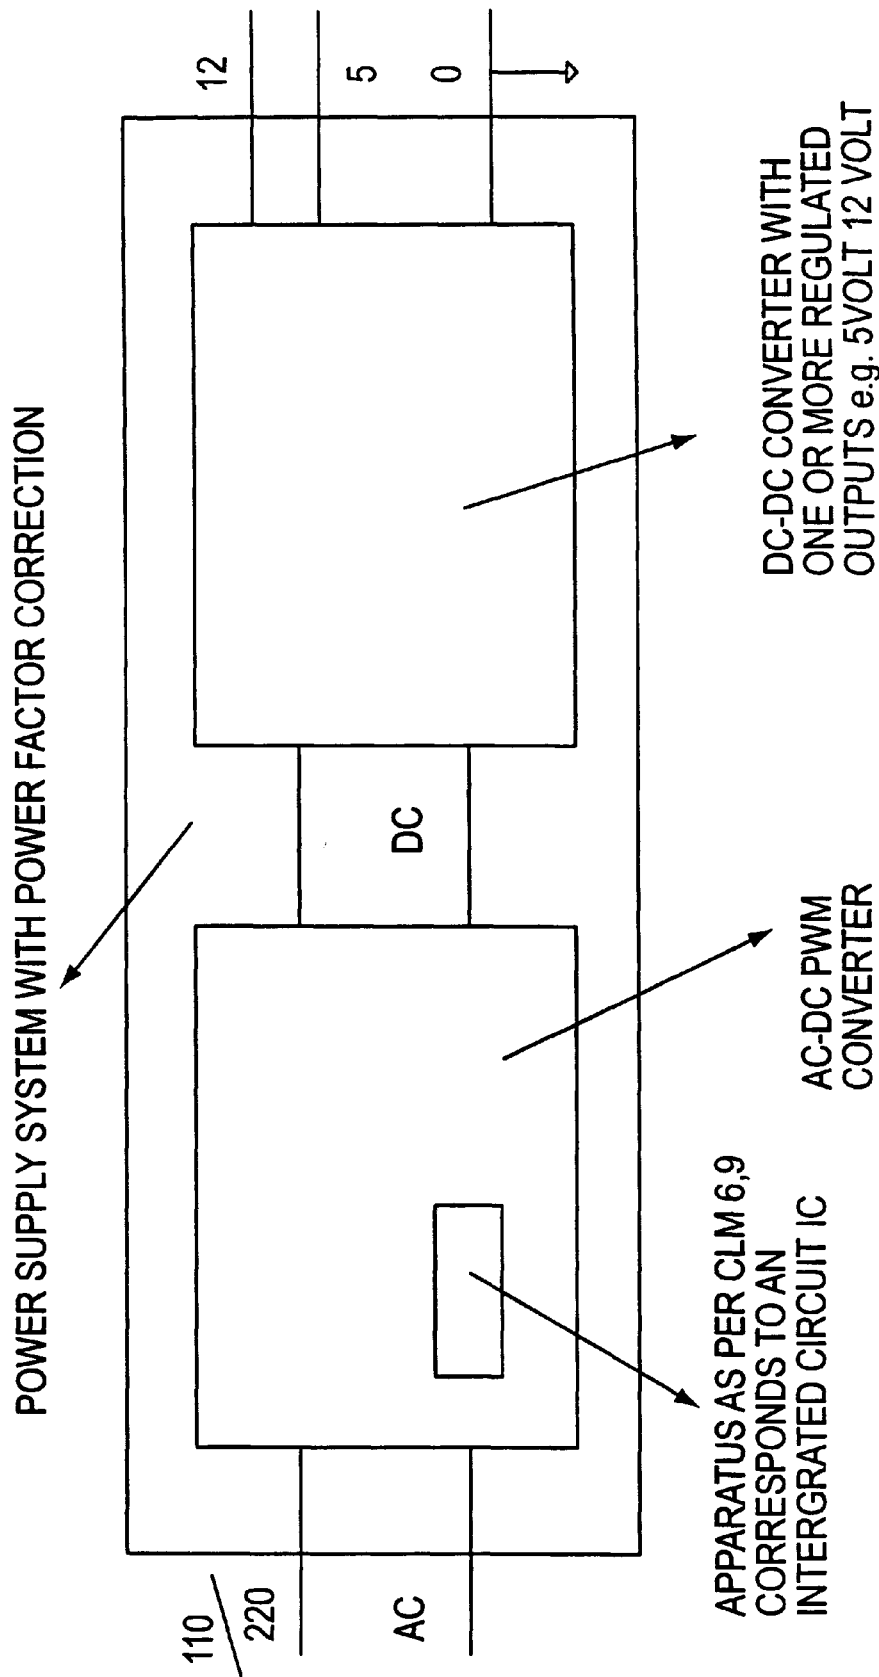 POWER SUPPLY SYSTEM WITH POWER FACTOR CORRECTION
110
220
AC
DC
12
5
0
APPARATUS AS PER CLM 6,9
CORRESPONDS TO AN
INTERGRATED CIRCUIT IC
AC-DC PWM
CONVERTER
DC-DC CONVERTER WITH
ONE OR MORE REGULATED
OUTPUTS e.g. 5VOLT 12 VOLT